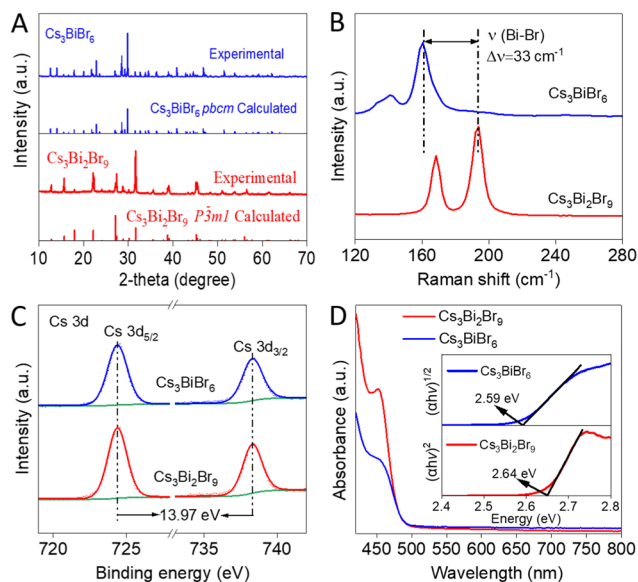 A
Cs₃BiBr₆
Experimental
Cs₃BiBr₆ pbcm Calculated
Cs₃Bi₂Br₉
Experimental
Cs₃Bi₂Br₉ P3̄m1 Calculated
Intensity (a.u.)
10 20 30 40 50 60 70
2-theta (degree)
B
ν (Bi-Br)
Δν=33 cm⁻¹
Cs₃BiBr₆
Cs₃Bi₂Br₉
Intensity (a.u.)
120 160 200 240 280
Raman shift (cm⁻¹)
C
Cs 3d
Cs 3d₅/₂
Cs 3d₃/₂
Cs₃BiBr₆
Cs₃Bi₂Br₉
13.97 eV
Intensity (a.u.)
720 725 735 740
Binding energy (eV)
D
Cs₃Bi₂Br₉
Cs₃BiBr₆
Absorbance (a.u.)
(αhν)¹/²
Cs₃BiBr₆
2.59 eV
(αhν)²
Cs₃Bi₂Br₉
2.64 eV
2.4 2.5 2.6 2.7 2.8
Energy (eV)
450 500 550 600 650 700 750 800
Wavelength (nm)